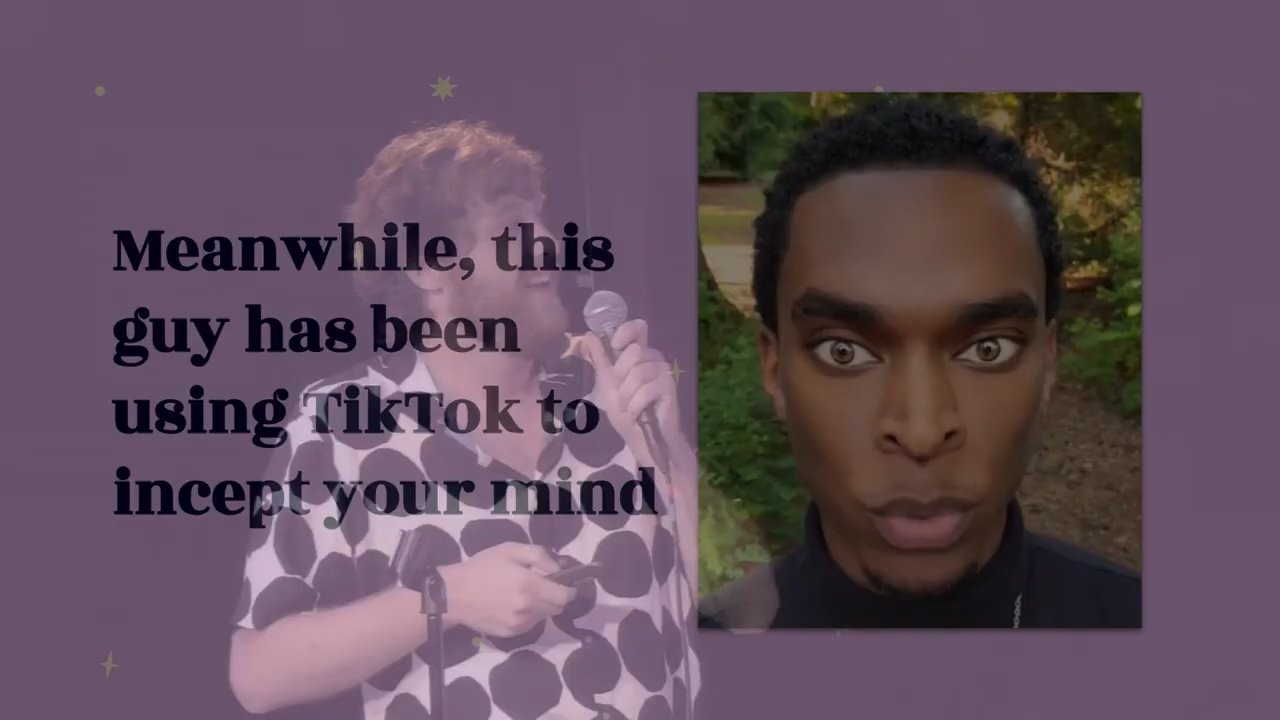 Meanwhile, this
guy has been
using TikTok to
incept your mind